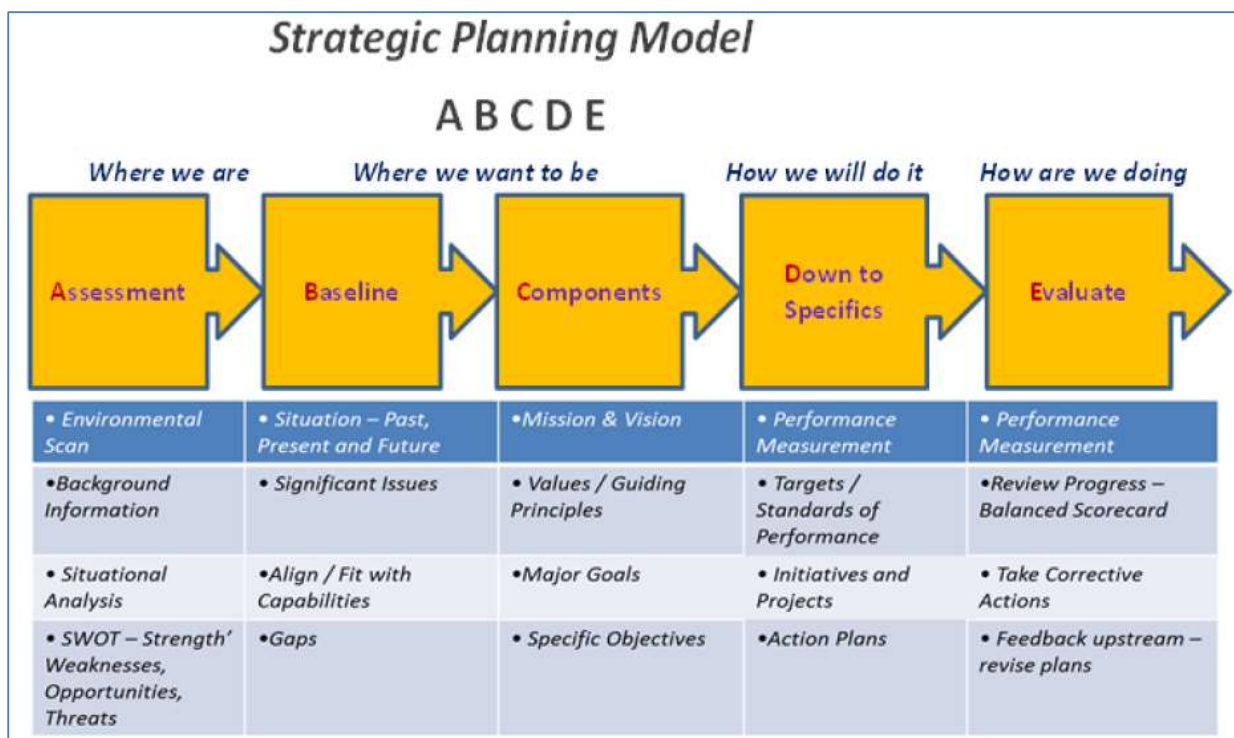 Strategic Planning Model
A B C D E
Where we are
Where we want to be
How we will do it
How are we doing
Assessment
Baseline
Components
Down to
Specifics
Evaluate
• Environmental
Scan
• Situation – Past,
Present and Future
•Mission & Vision
• Performance
Measurement
• Performance
Measurement
•Background
Information
• Significant Issues
• Values / Guiding
Principles
• Targets /
Standards of
Performance
•Review Progress –
Balanced Scorecard
• Situational
Analysis
•Align / Fit with
Capabilities
•Major Goals
• Initiatives and
Projects
• Take Corrective
Actions
• SWOT – Strength’
Weaknesses,
Opportunities,
Threats
•Gaps
• Specific Objectives
•Action Plans
• Feedback upstream –
revise plans